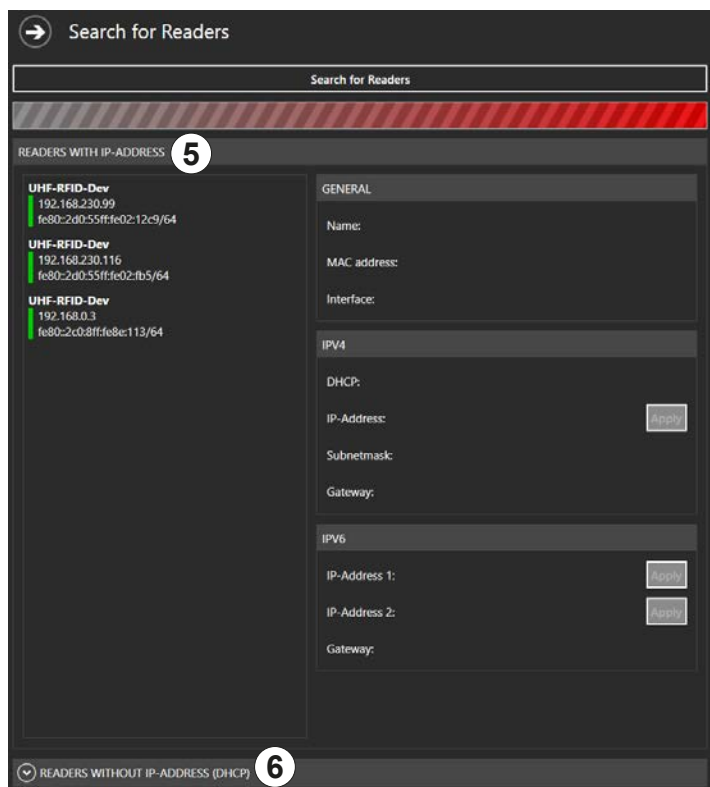 Search for Readers
Search for Readers
READERS WITH IP-ADDRESS 5
UHF-RFID-Dev
192.168.230.99
fe80::2d0:55ff:fe02:12c9/64
UHF-RFID-Dev
192.168.230.116
fe80::2d0:55ff:fe02:fb5/64
UHF-RFID-Dev
192.168.0.3
fe80::2c0:8ff:fe8e:113/64
GENERAL
Name:
MAC address:
Interface:
IPV4
DHCP:
IP-Address: Apply
Subnetmask:
Gateway:
IPV6
IP-Address 1: Apply
IP-Address 2: Apply
Gateway:
READERS WITHOUT IP-ADDRESS (DHCP) 6